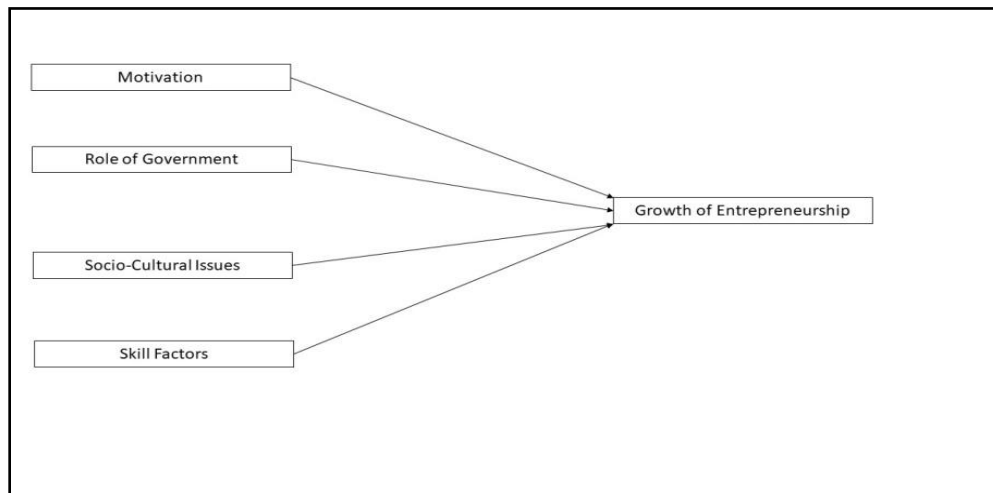 Motivation
Role of Government
Growth of Entrepreneurship
Socio-Cultural Issues
Skill Factors